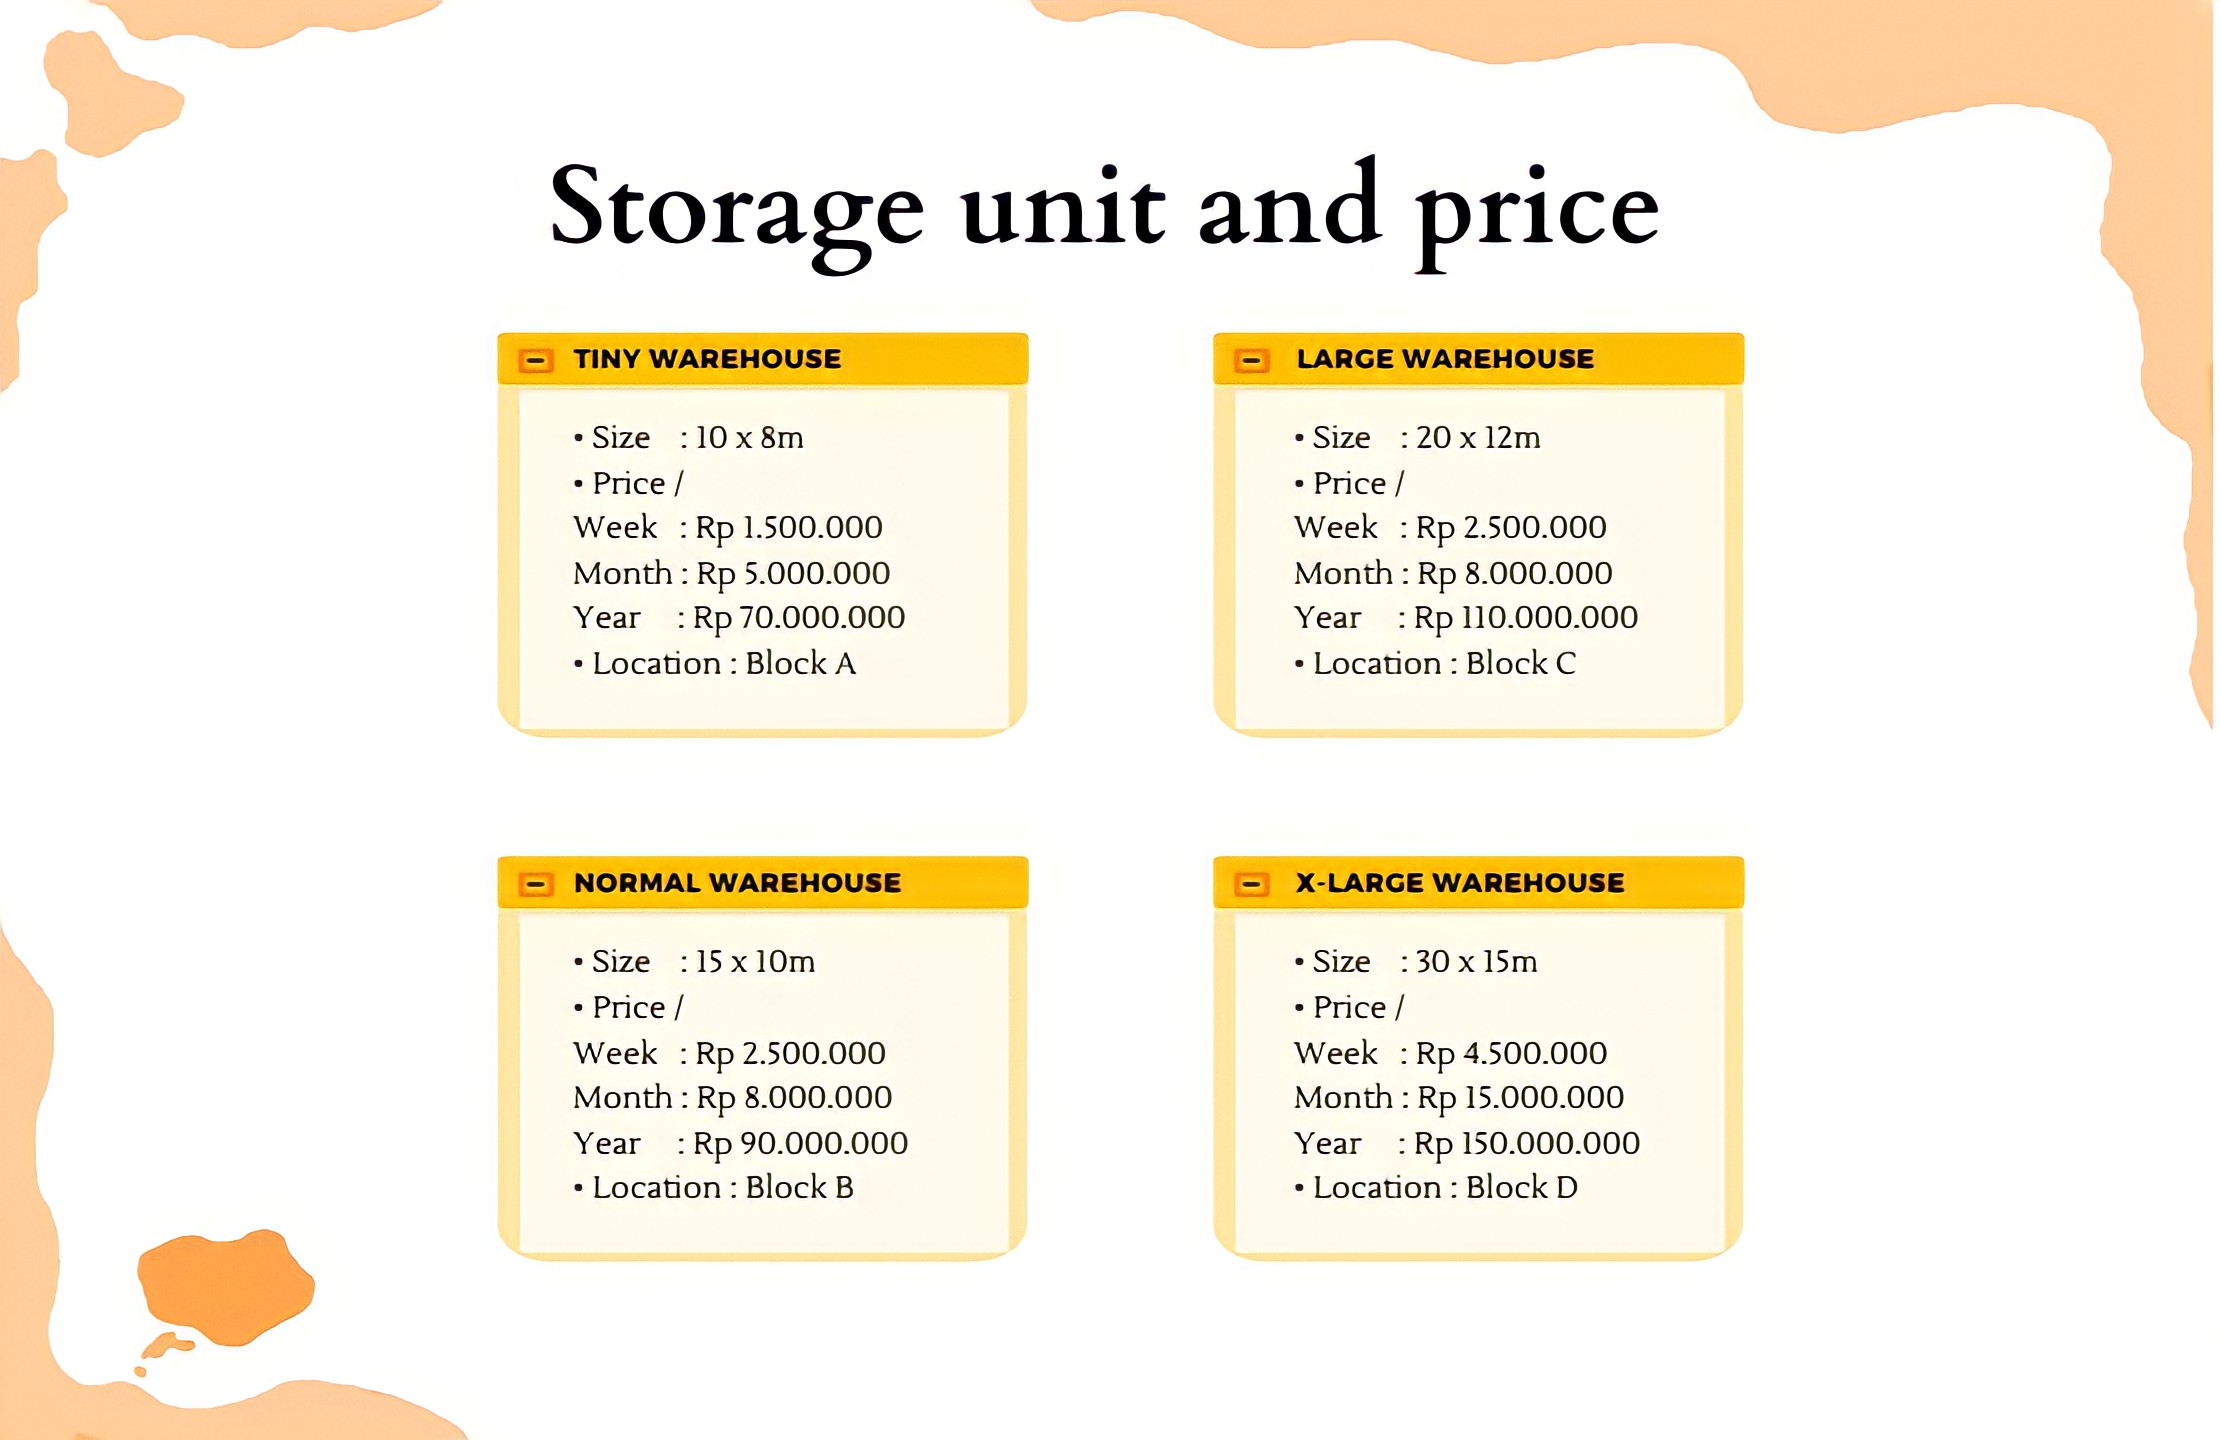 Storage unit and price
TINY WAREHOUSE
• Size : 10 x 8m
• Price /
Week : Rp 1.500.000
Month : Rp 5.000.000
Year : Rp 70.000.000
• Location : Block A
LARGE WAREHOUSE
• Size : 20 x 12m
• Price /
Week : Rp 2.500.000
Month : Rp 8.000.000
Year : Rp 110.000.000
• Location : Block C
NORMAL WAREHOUSE
• Size : 15 x 10m
• Price /
Week : Rp 2.500.000
Month : Rp 8.000.000
Year : Rp 90.000.000
• Location : Block B
X-LARGE WAREHOUSE
• Size : 30 x 15m
• Price /
Week : Rp 4.500.000
Month : Rp 15.000.000
Year : Rp 150.000.000
• Location : Block D